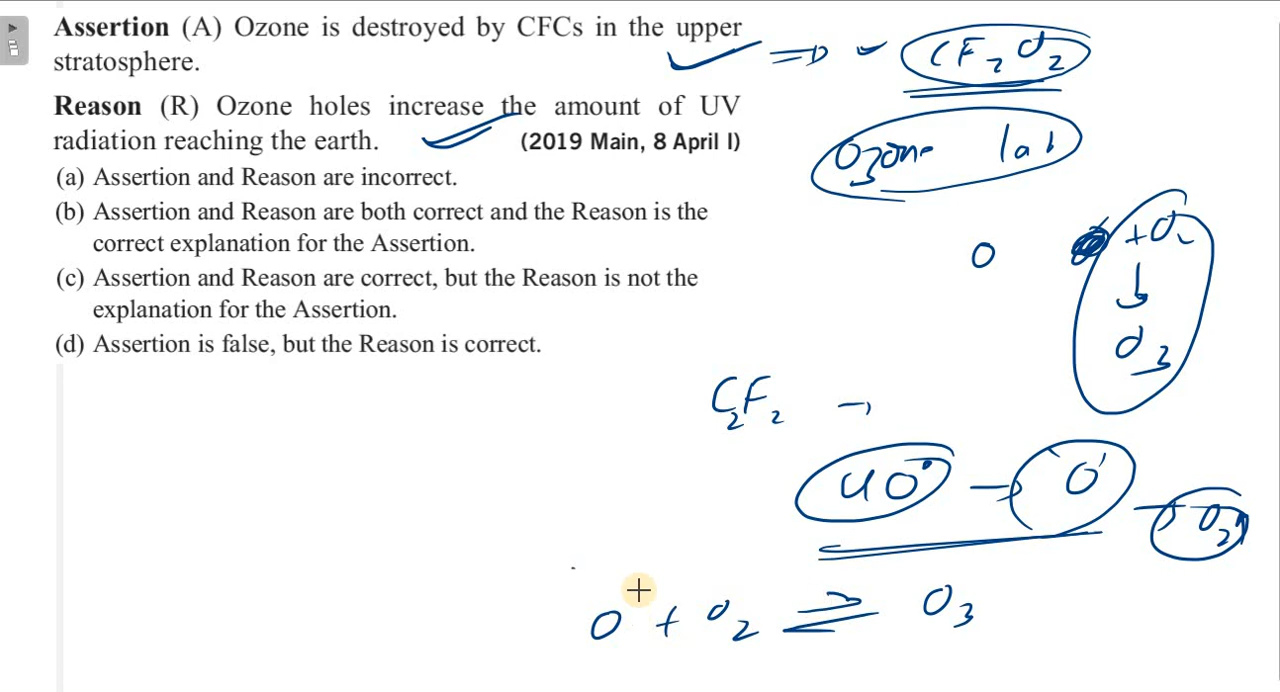 Assertion (A) Ozone is destroyed by CFCs in the upper
stratosphere.
Reason (R) Ozone holes increase the amount of UV
radiation reaching the earth. (2019 Main, 8 April I)
(a) Assertion and Reason are incorrect.
(b) Assertion and Reason are both correct and the Reason is the
correct explanation for the Assertion.
(c) Assertion and Reason are correct, but the Reason is not the
explanation for the Assertion.
(d) Assertion is false, but the Reason is correct.
CF2Cl2
Ozone
O
+O2
↓
O3
C2F2 →
→ O
→ O2
O + O2 ⇌ O3